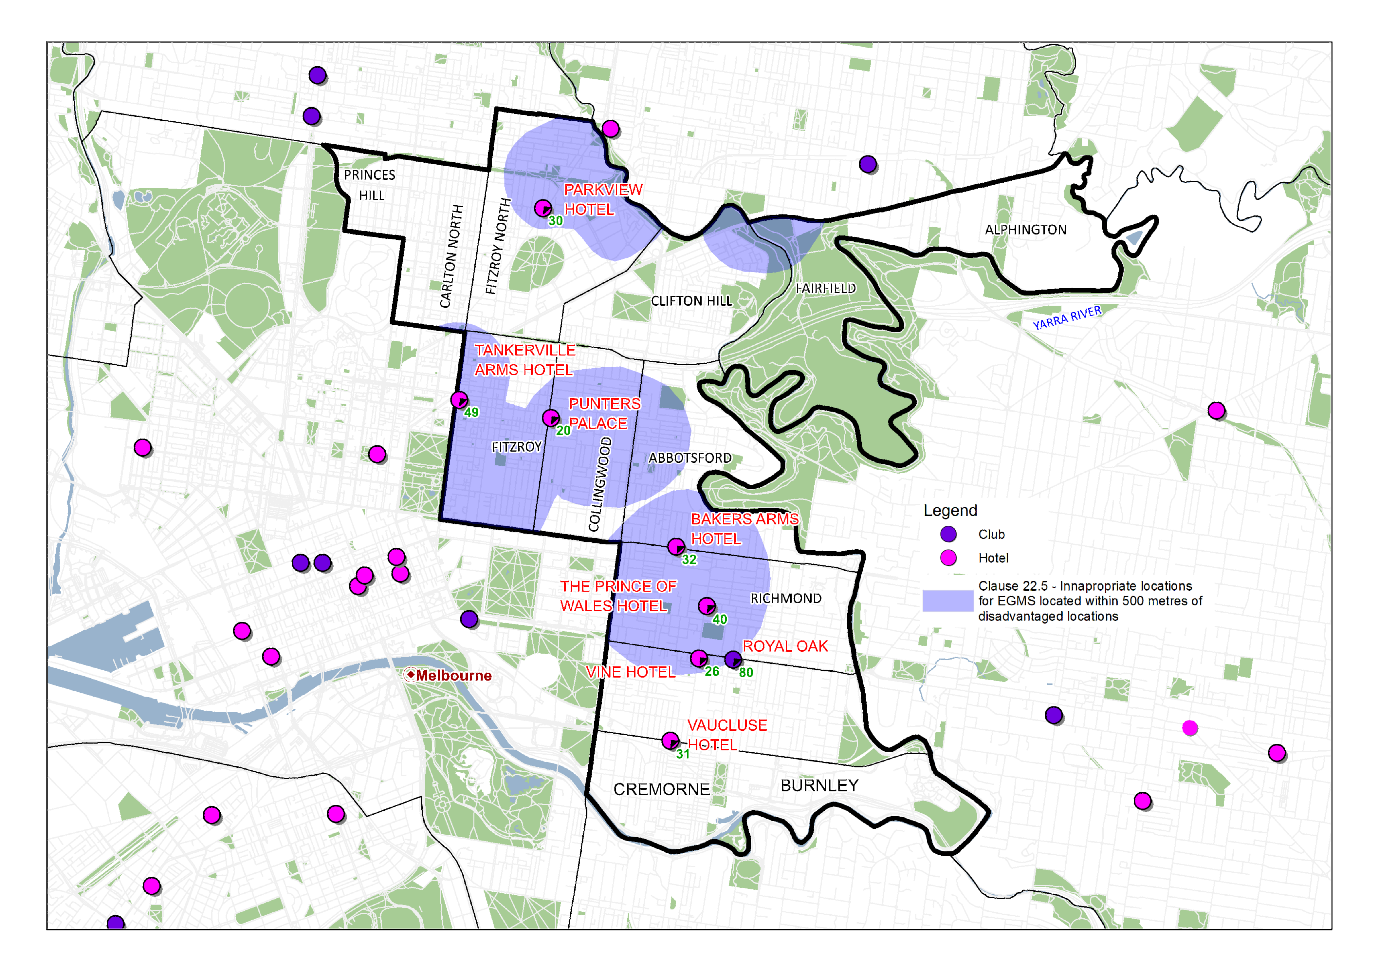 PRINCES
HILL
CARLTON NORTH
FITZROY NORTH
PARKVIEW
HOTEL
30
CLIFTON HILL
FAIRFIELD
ALPHINGTON
YARRA RIVER
TANKERVILLE
ARMS HOTEL
49
PUNTERS
PALACE
20
FITZROY
COLLINGWOOD
ABBOTSFORD
BAKERS ARMS
HOTEL
32
THE PRINCE OF
WALES HOTEL
40
RICHMOND
ROYAL OAK
80
VINE HOTEL
26
Melbourne
VAUCLUSE
HOTEL
31
CREMORNE
BURNLEY
Legend
Club
Hotel
Clause 22.5 - Innapropriate locations
for EGMS located within 500 metres of
disadvantaged locations